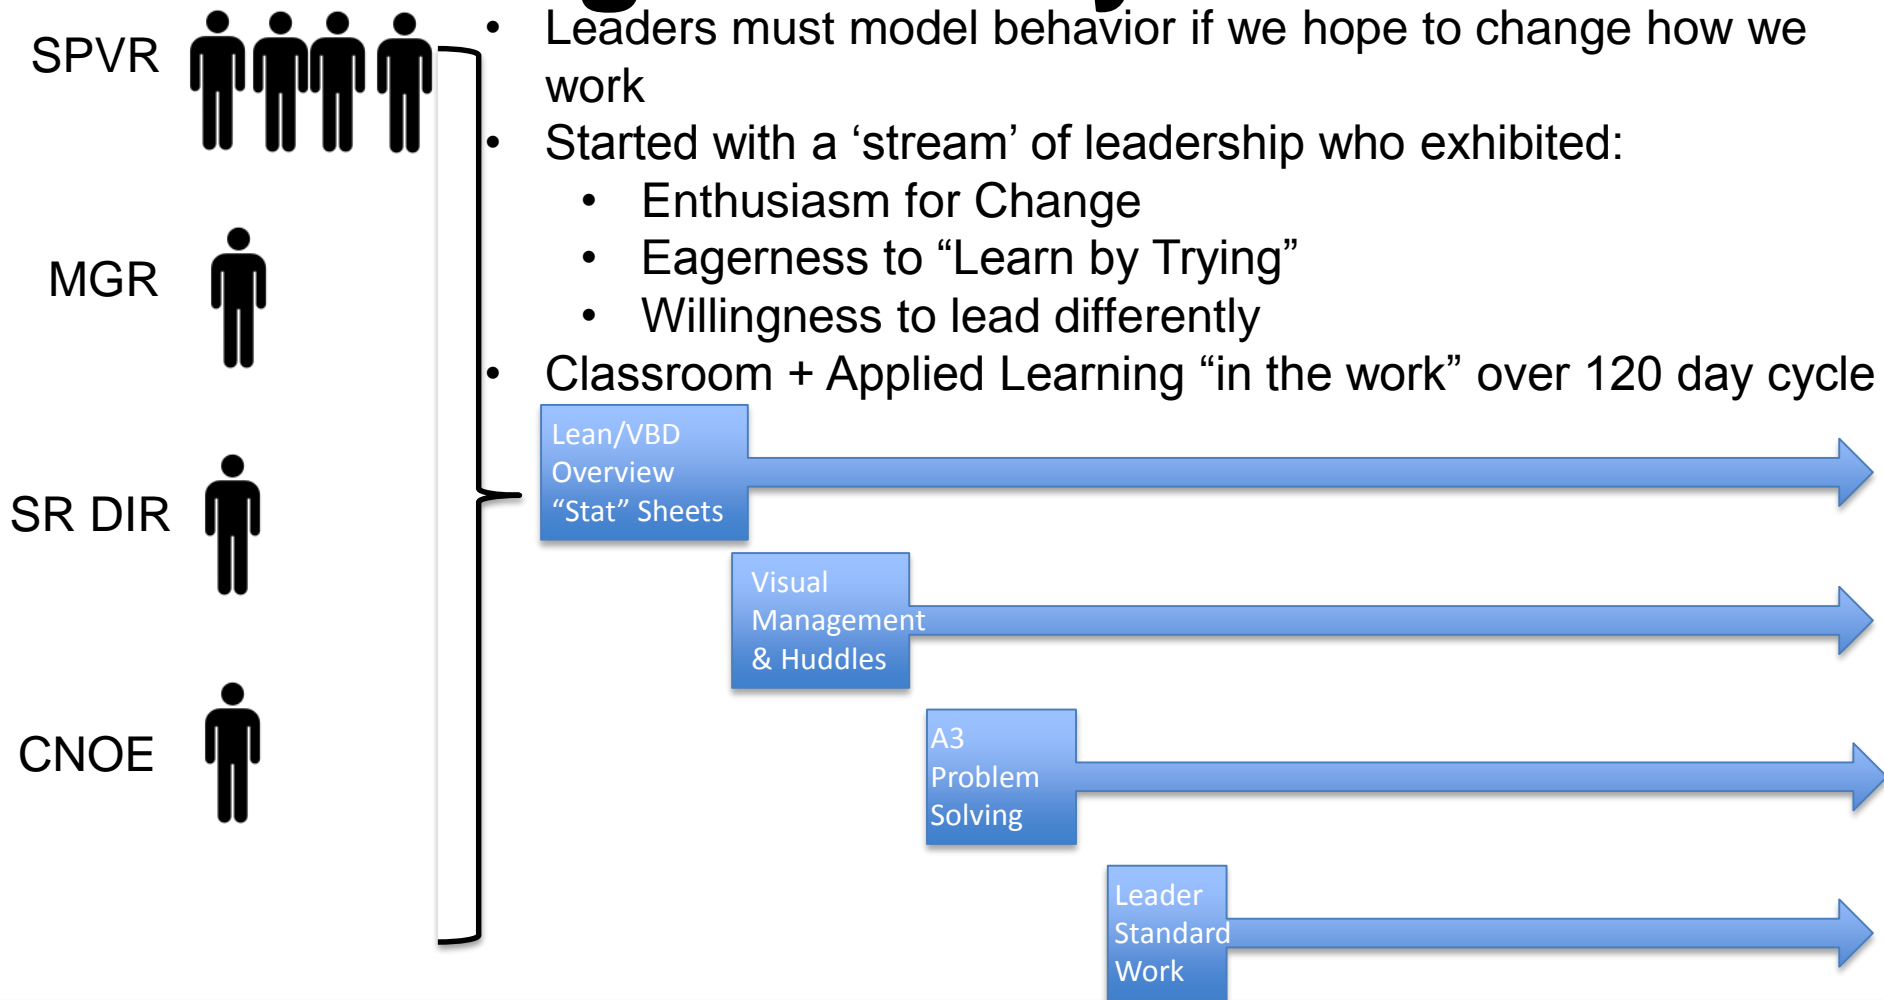 SPVR
MGR
SR DIR
CNOE
• Leaders must model behavior if we hope to change how we
work
• Started with a ‘stream’ of leadership who exhibited:
• Enthusiasm for Change
• Eagerness to “Learn by Trying”
• Willingness to lead differently
• Classroom + Applied Learning “in the work” over 120 day cycle
Lean/VBD
Overview
“Stat” Sheets
Visual
Management
& Huddles
A3
Problem
Solving
Leader
Standard
Work